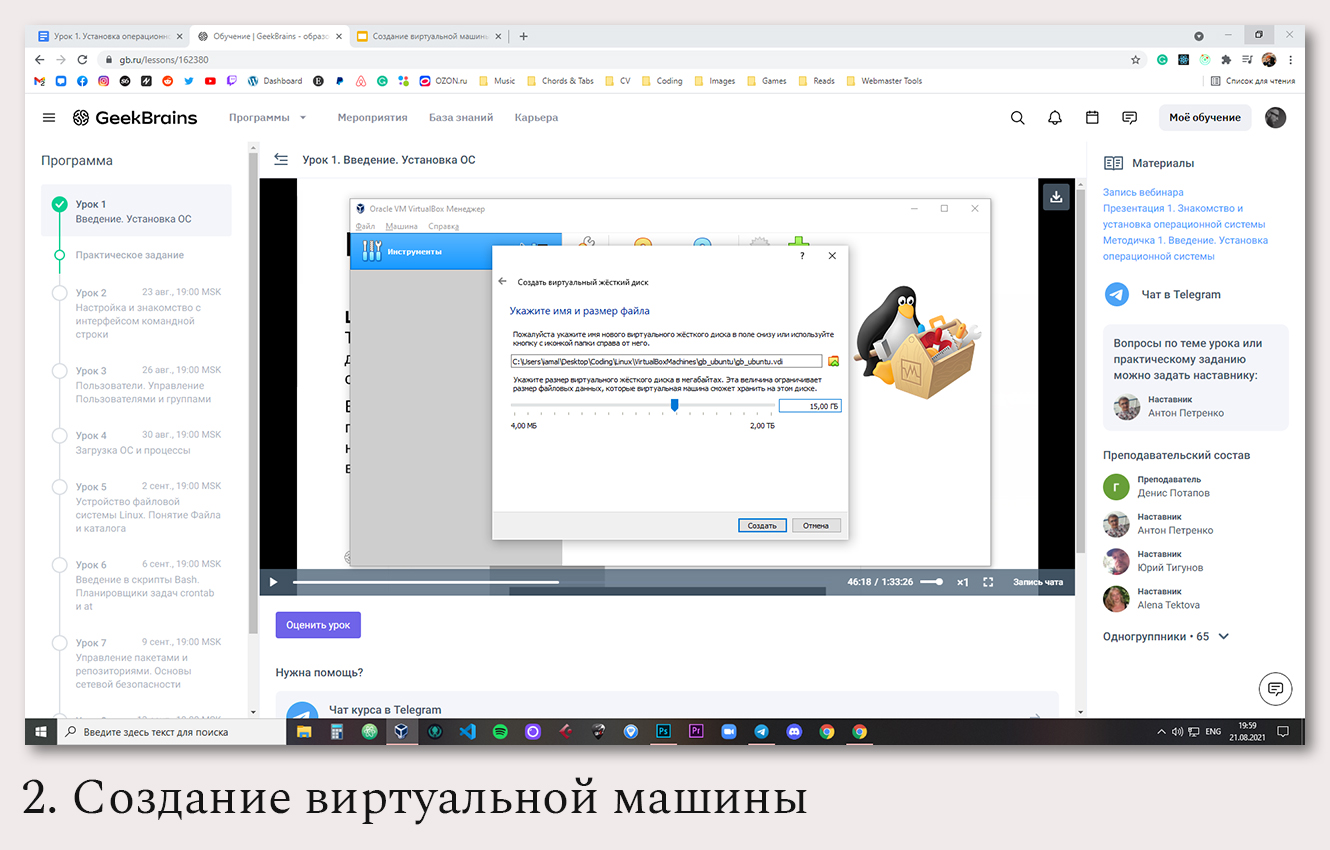 Урок 1. Установка операционн
Обучение | GeekBrains - образо
Создание виртуальной машины
gb.ru/lessons/162380
Dashboard
OZON.ru
Music
Chords & Tabs
CV
Coding
Images
Games
Reads
Webmaster Tools
Список для чтения
GeekBrains
Программы
Мероприятия
База знаний
Карьера
Моё обучение
Программа
Урок 1
Введение. Установка ОС
Практическое задание
Урок 2 23 авг., 19:00 MSK
Настройка и знакомство с
интерфейсом командной
строки
Урок 3 26 авг., 19:00 MSK
Пользователи. Управление
Пользователями и группами
Урок 4 30 авг., 19:00 MSK
Загрузка ОС и процессы
Урок 5 2 сент., 19:00 MSK
Устройство файловой
системы Linux. Понятие Файла
и каталога
Урок 6 6 сент., 19:00 MSK
Введение в скрипты Bash.
Планировщики задач crontab
и at
Урок 7 9 сент., 19:00 MSK
Управление пакетами и
репозиториями. Основы
сетевой безопасности
Урок 1. Введение. Установка ОС
Oracle VM VirtualBox Менеджер
Файл Машина Справка
Инструменты
?
Создать виртуальный жёсткий диск
Укажите имя и размер файла
Пожалуйста укажите имя нового виртуального жёсткого диска в поле снизу или используйте
кнопку с иконкой папки справа от него.
C:\Users\jamal\Desktop\Coding\Linux\VirtualBoxMachines\gb_ubuntu\gb_ubuntu.vdi
Укажите размер виртуального жёсткого диска в мегабайтах. Эта величина ограничивает
размер файловых данных, которые виртуальная машина сможет хранить на этом диске.
15,00 ГБ
4,00 МБ
2,00 ТБ
Создать
Отмена
46:18 / 1:33:26
x1
Запись чата
Оценить урок
Нужна помощь?
Чат курса в Telegram
Материалы
Запись вебинара
Презентация 1. Знакомство и
установка операционной системы
Методичка 1. Введение. Установка
операционной системы
Чат в Telegram
Вопросы по теме урока или
практическому заданию
можно задать наставнику:
Наставник
Антон Петренко
Преподавательский состав
Г
Преподаватель
Денис Потапов
Наставник
Антон Петренко
Наставник
Юрий Тигунов
Наставник
Alena Tektova
Одногруппники • 65
Введите здесь текст для поиска
Ps
Pr
ENG
19:59
21.08.2021
2. Создание виртуальной машины